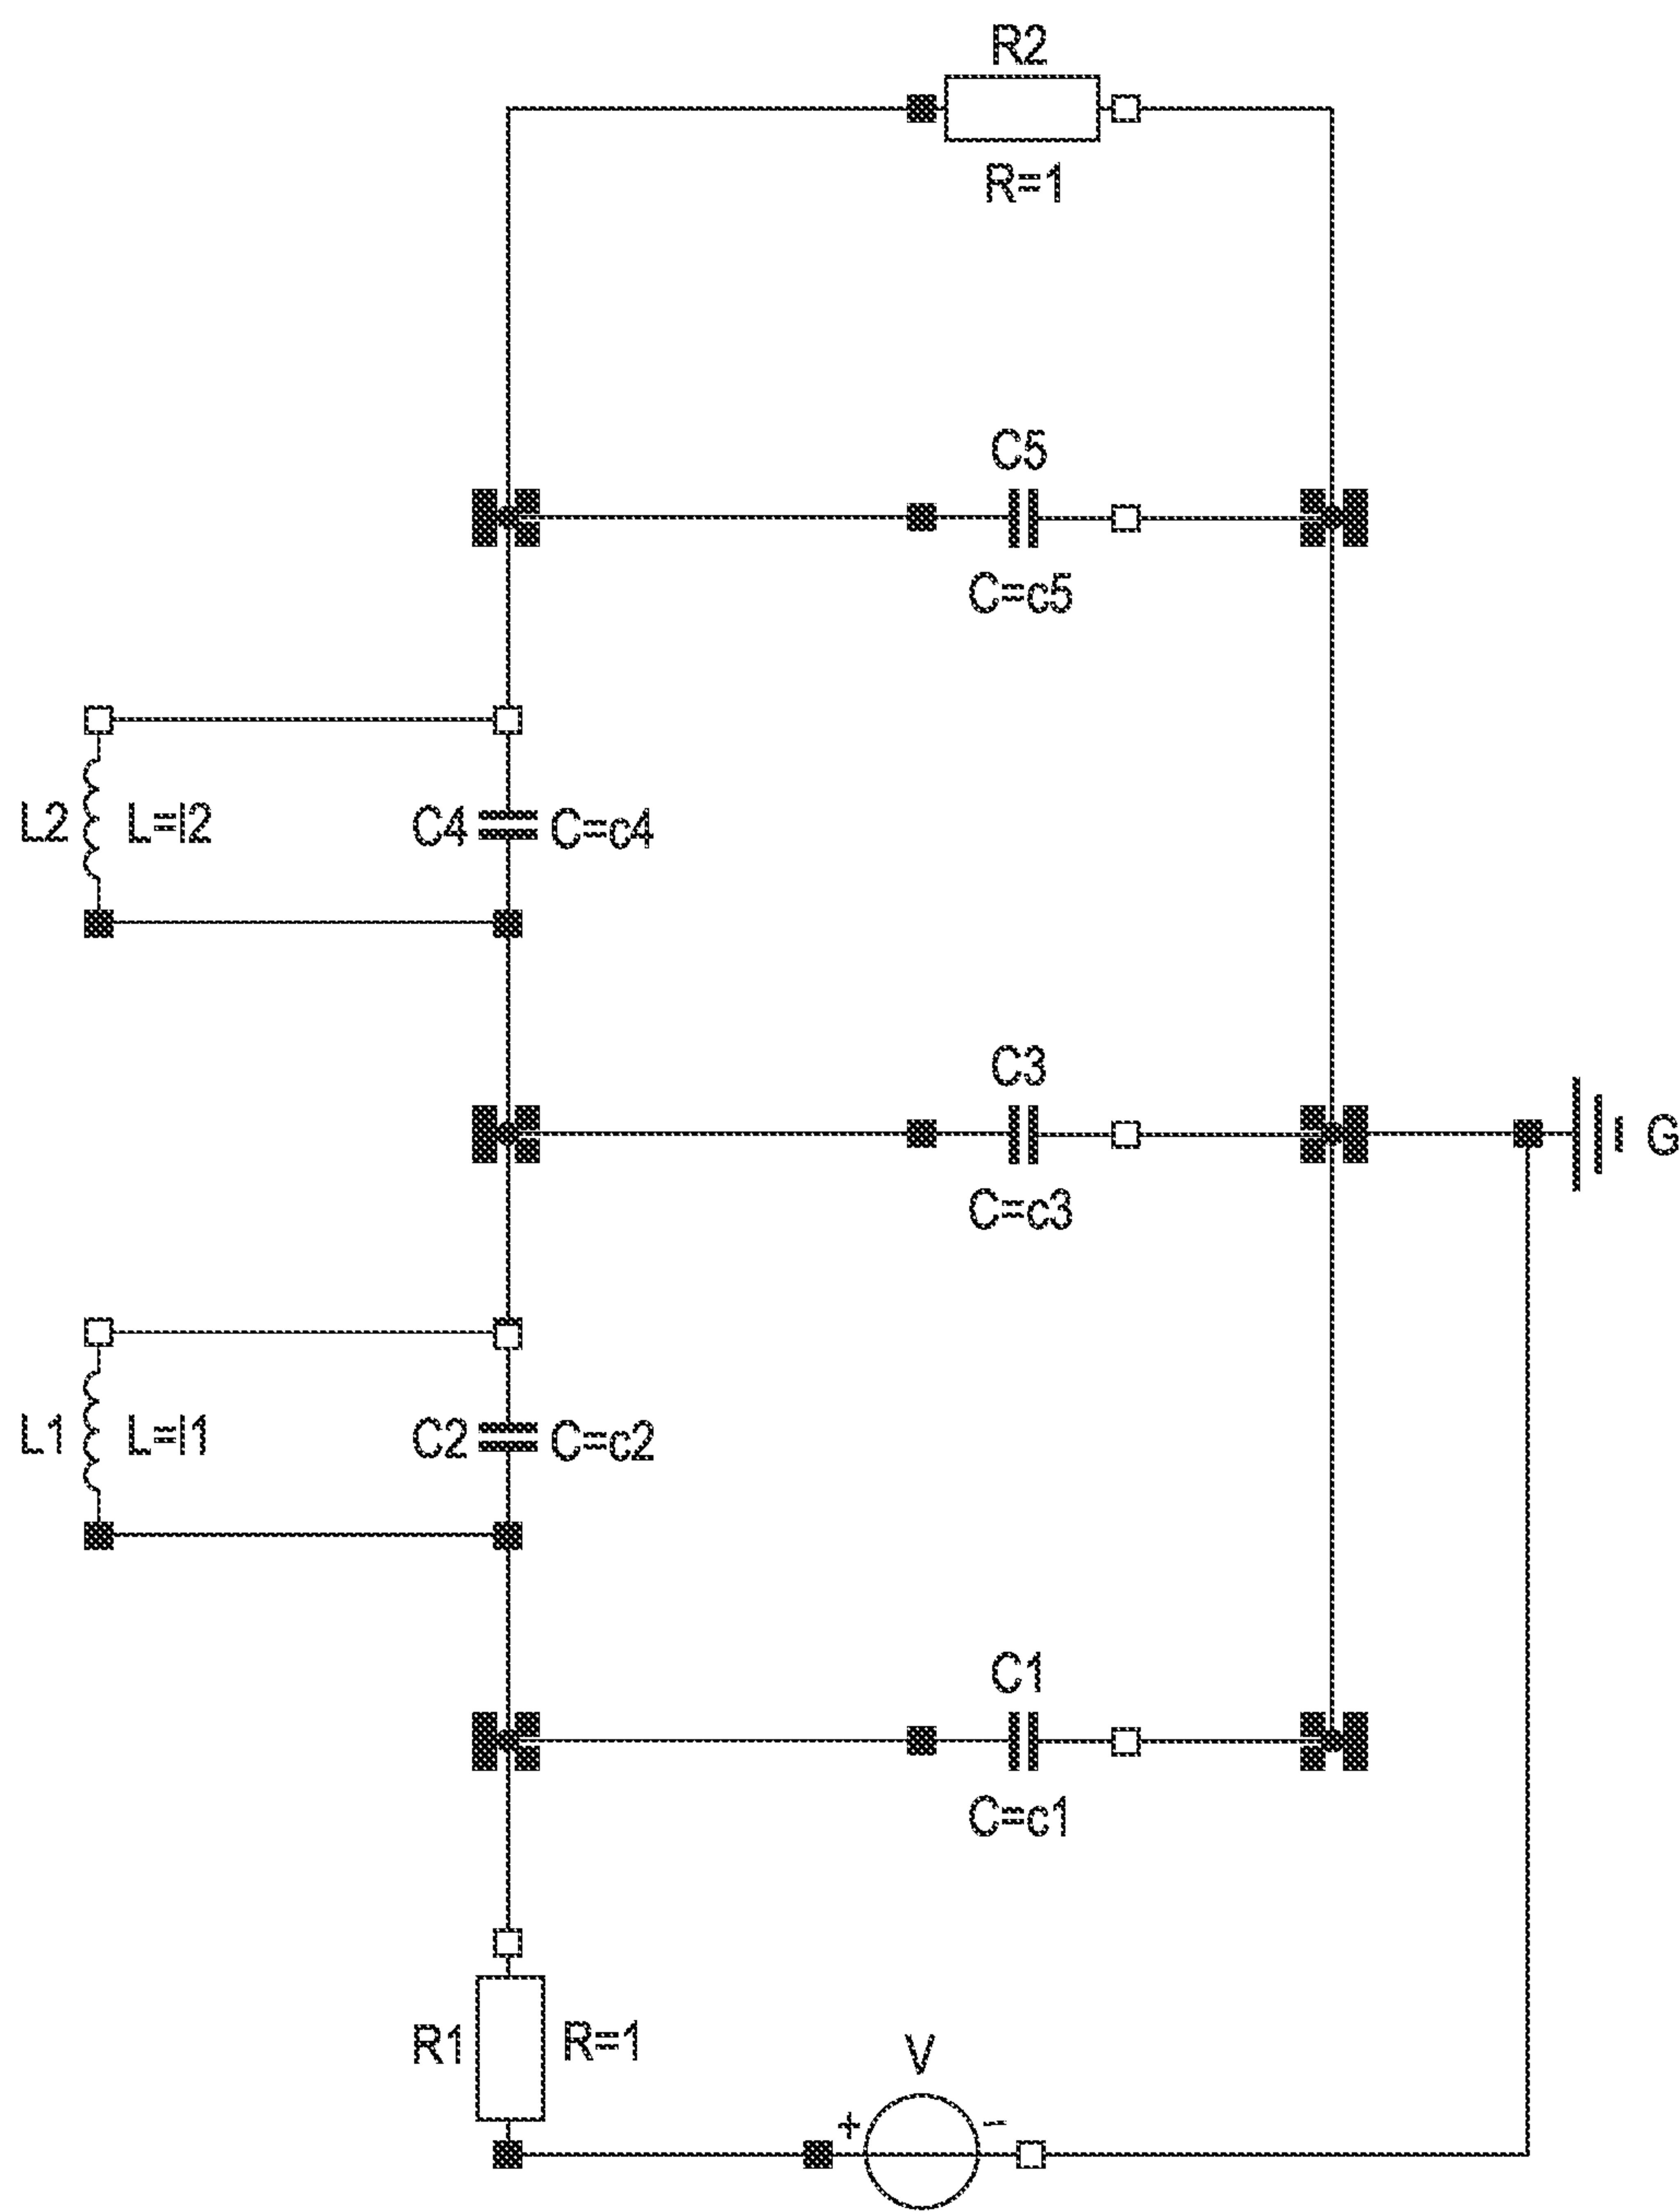 R2
R=1
C5
C=c5
L2 L=l2 C4 C=c4
C3
G
C=c3
L1 L=l1 C2 C=c2
C1
C=c1
R1 R=1
V
+ -